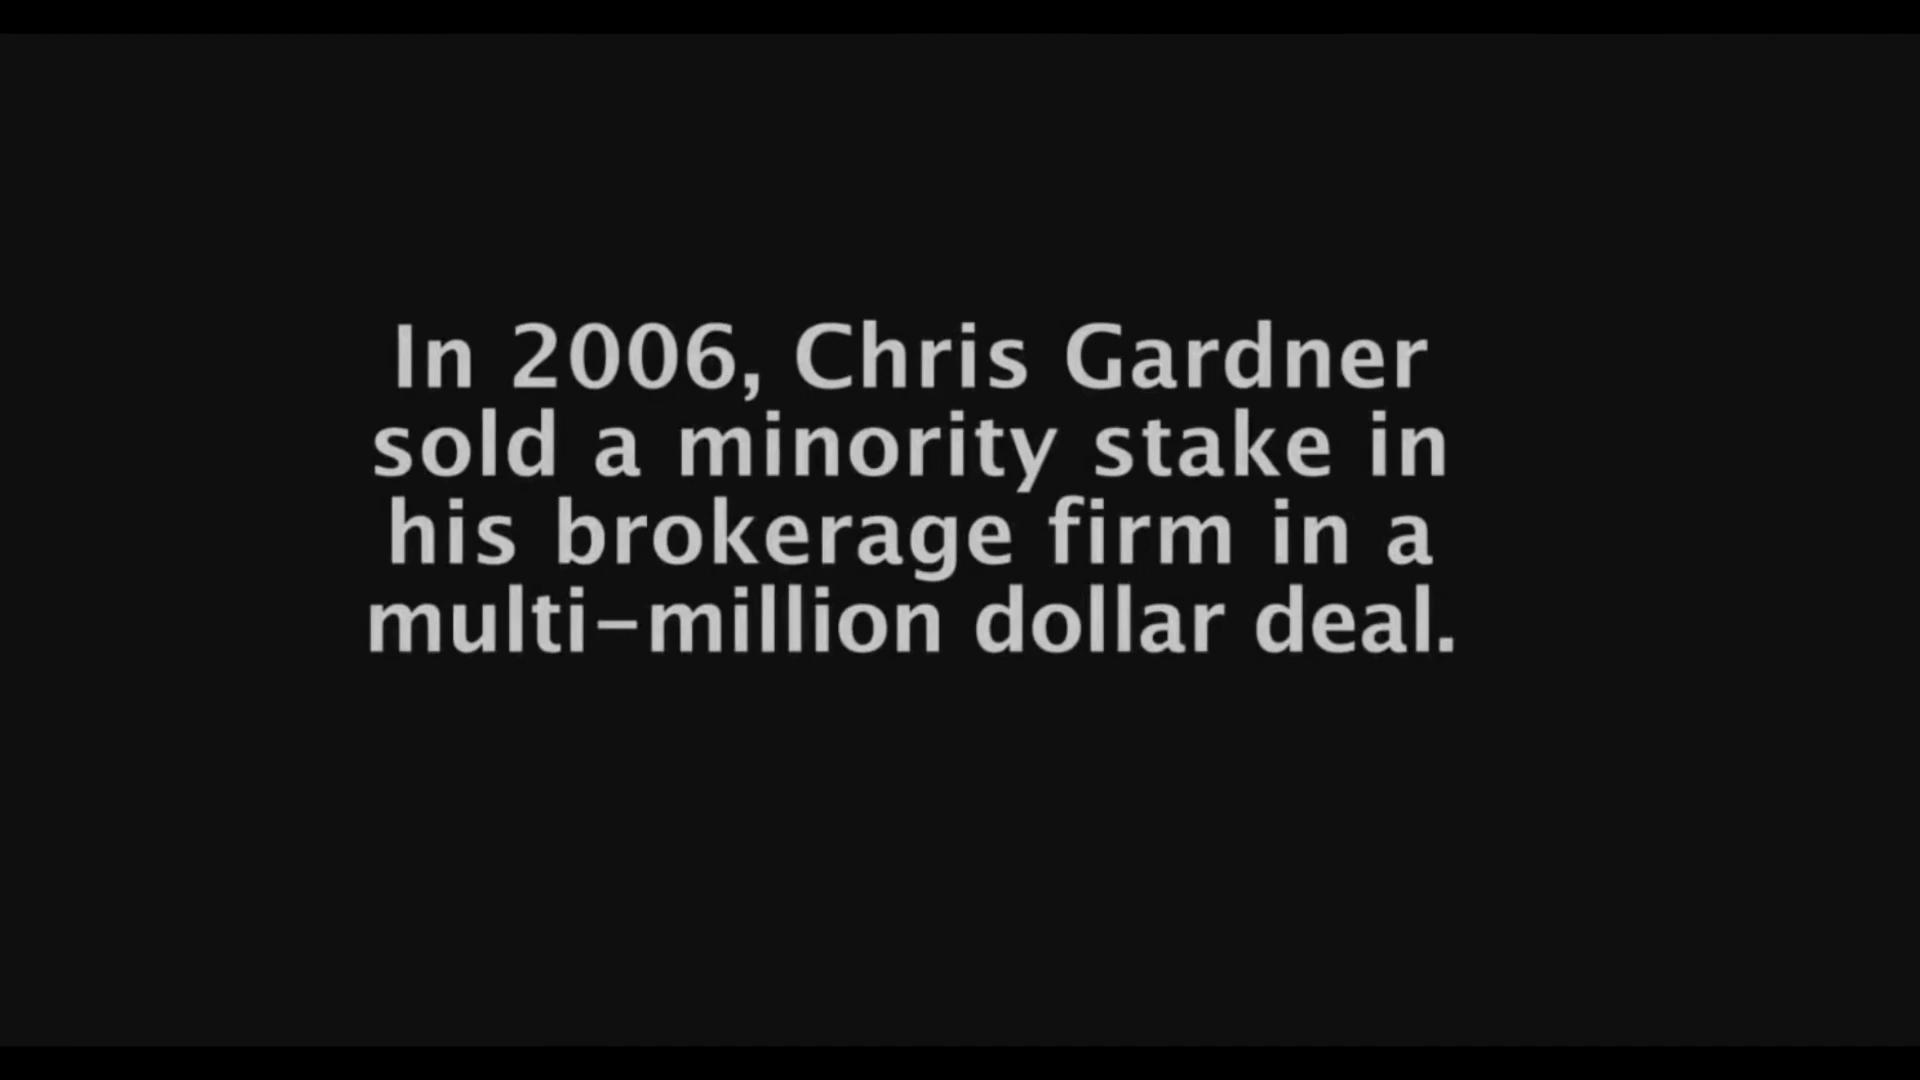 In 2006, Chris Gardner
sold a minority stake in
his brokerage firm in a
multi-million dollar deal.